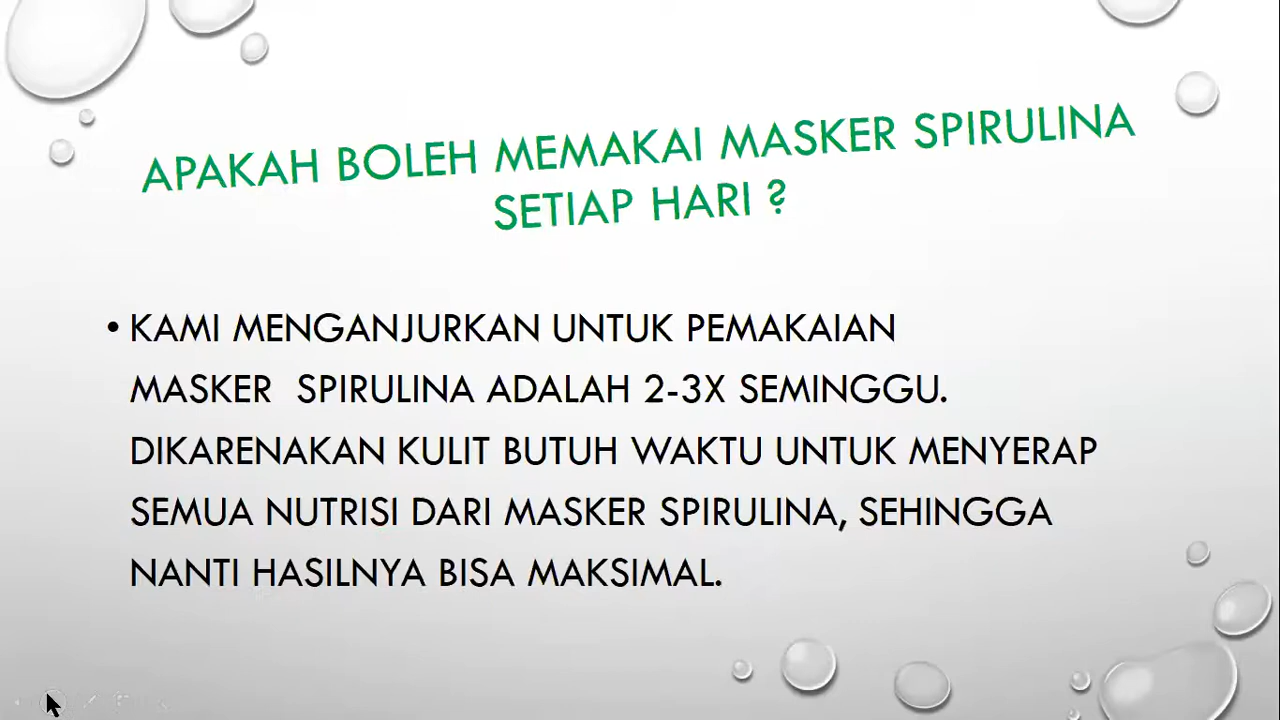 APAKAH BOLEH MEMAKAI MASKER SPIRULINA
SETIAP HARI ?
• KAMI MENGANJURKAN UNTUK PEMAKAIAN
MASKER SPIRULINA ADALAH 2-3X SEMINGGU.
DIKARENAKAN KULIT BUTUH WAKTU UNTUK MENYERAP
SEMUA NUTRISI DARI MASKER SPIRULINA, SEHINGGA
NANTI HASILNYA BISA MAKSIMAL.